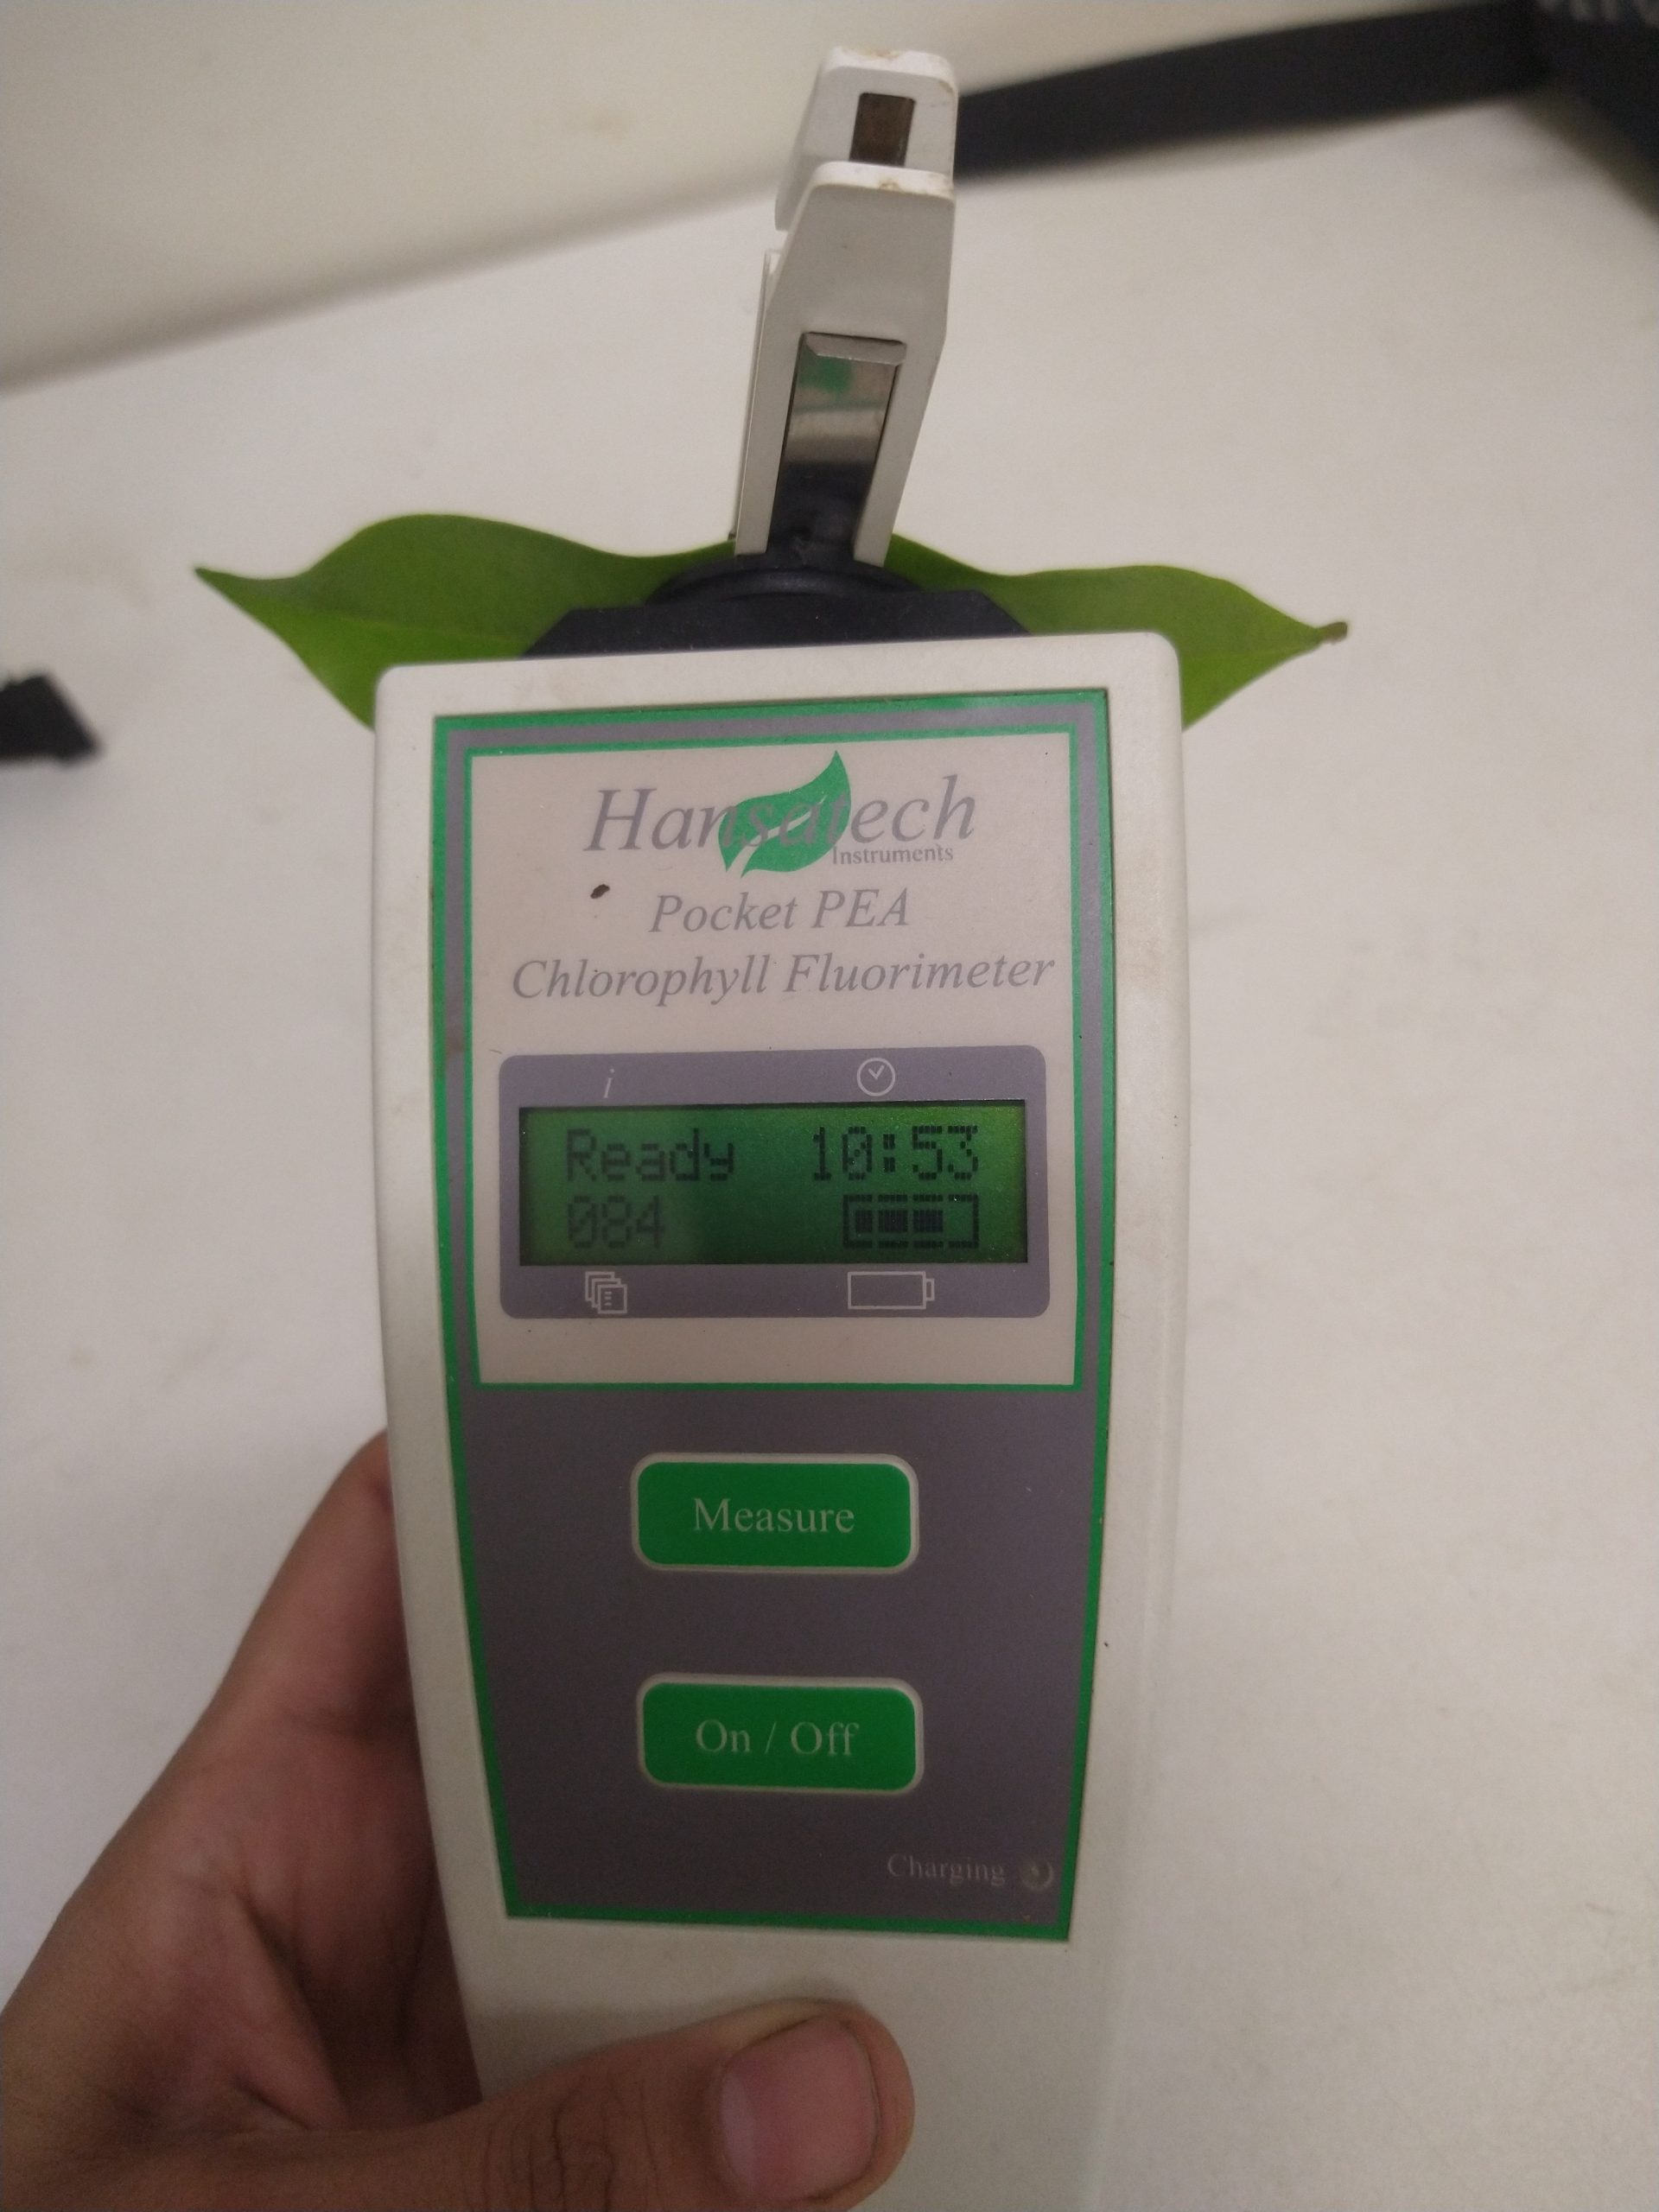 Hansatech
Instruments
Pocket PEA
Chlorophyll Fluorimeter
i
Ready 10:53
084
Measure
On / Off
Charging